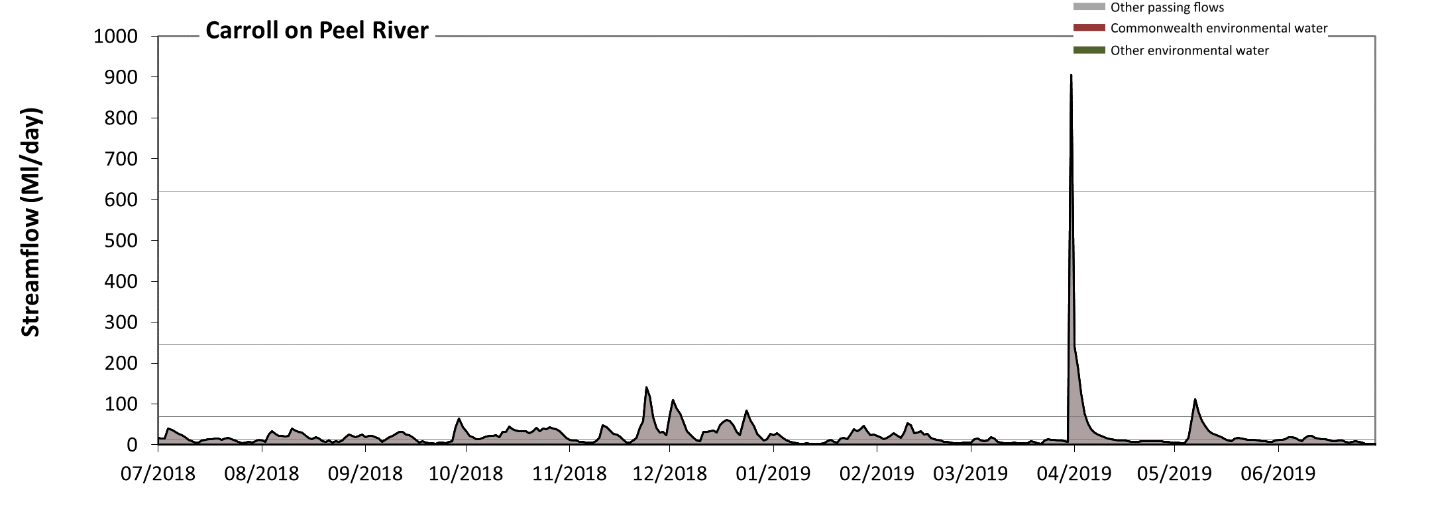 Other passing flows
Commonwealth environmental water
Other environmental water
Carroll on Peel River
Streamflow (Ml/day)
1000
900
800
700
600
500
400
300
200
100
0
07/2018 08/2018 09/2018 10/2018 11/2018 12/2018 01/2019 02/2019 03/2019 04/2019 05/2019 06/2019